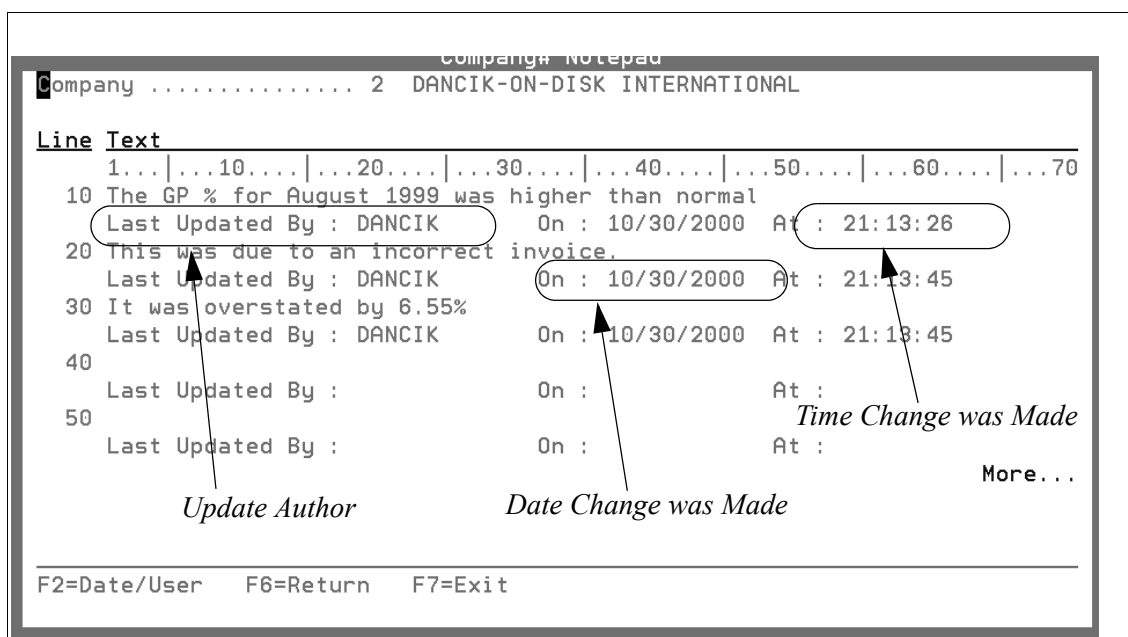 Company# Notepad
Company ............... 2 DANCIK-ON-DISK INTERNATIONAL
Line Text
1...|...10....|...20....|...30....|...40....|...50....|...60....|...70
10 The GP % for August 1999 was higher than normal
Last Updated By : DANCIK On : 10/30/2000 At : 21:13:26
20 This was due to an incorrect invoice.
Last Updated By : DANCIK On : 10/30/2000 At : 21:13:45
30 It was overstated by 6.55%
Last Updated By : DANCIK On : 10/30/2000 At : 21:13:45
40
Last Updated By : On : At :
50
Time Change was Made
Last Updated By : On : At :
More...
Update Author Date Change was Made
F2=Date/User F6=Return F7=Exit